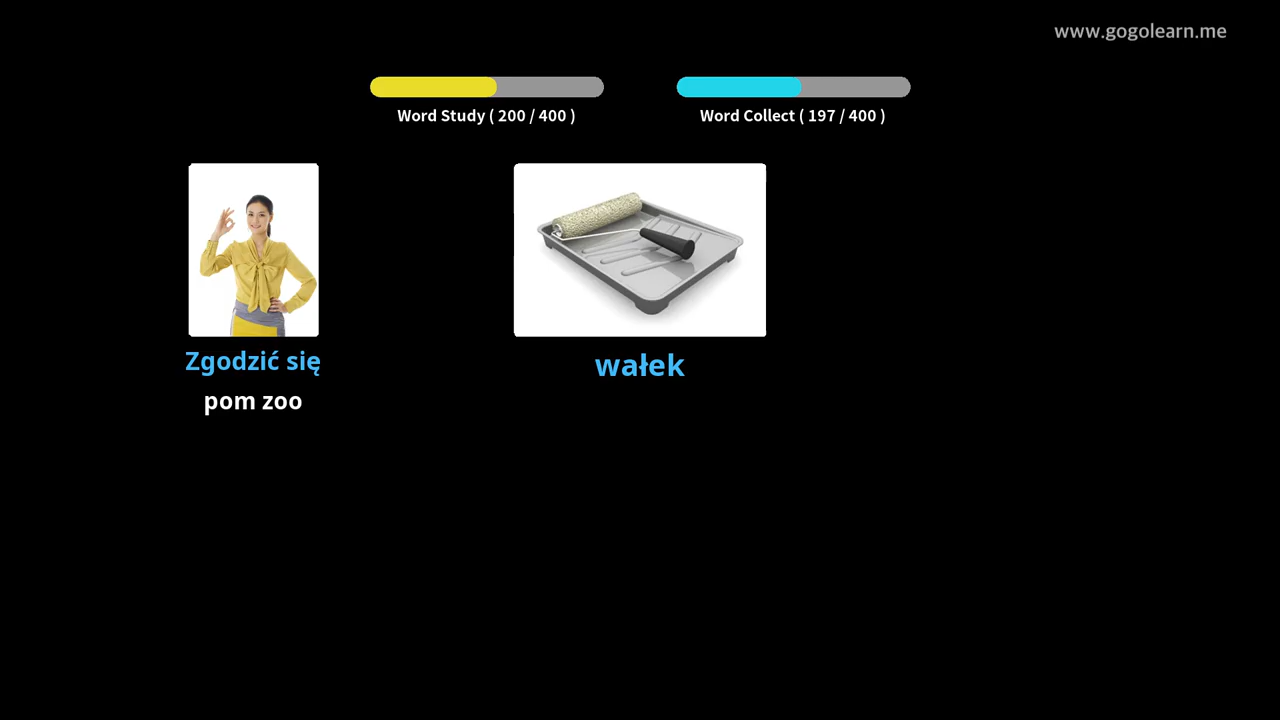 www.gogolearn.me
Word Study ( 200 / 400 )
Word Collect ( 197 / 400 )
Zgodzić się
pom zoo
wałek